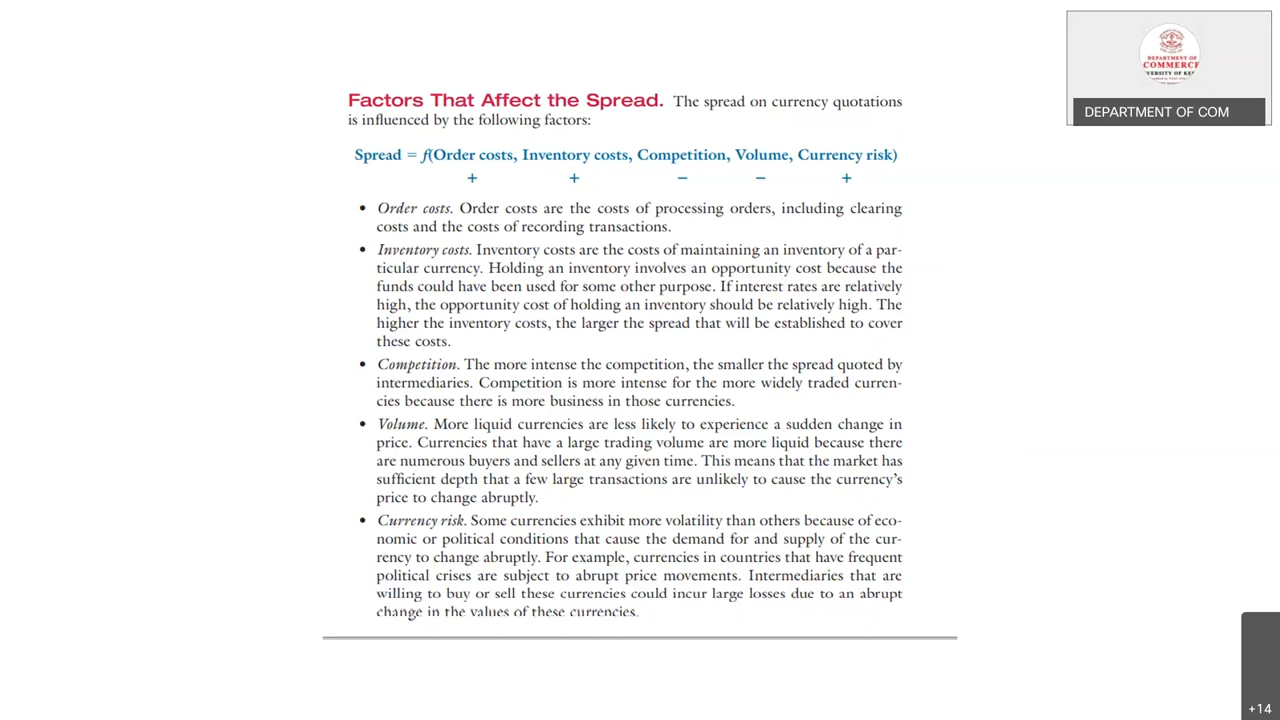 Factors That Affect the Spread. The spread on currency quotations
is influenced by the following factors:
Spread = f(Order costs, Inventory costs, Competition, Volume, Currency risk)
+ + − − +
• Order costs. Order costs are the costs of processing orders, including clearing
costs and the costs of recording transactions.
• Inventory costs. Inventory costs are the costs of maintaining an inventory of a par-
ticular currency. Holding an inventory involves an opportunity cost because the
funds could have been used for some other purpose. If interest rates are relatively
high, the opportunity cost of holding an inventory should be relatively high. The
higher the inventory costs, the larger the spread that will be established to cover
these costs.
• Competition. The more intense the competition, the smaller the spread quoted by
intermediaries. Competition is more intense for the more widely traded curren-
cies because there is more business in those currencies.
• Volume. More liquid currencies are less likely to experience a sudden change in
price. Currencies that have a large trading volume are more liquid because there
are numerous buyers and sellers at any given time. This means that the market has
sufficient depth that a few large transactions are unlikely to cause the currency's
price to change abruptly.
• Currency risk. Some currencies exhibit more volatility than others because of eco-
nomic or political conditions that cause the demand for and supply of the cur-
rency to change abruptly. For example, currencies in countries that have frequent
political crises are subject to abrupt price movements. Intermediaries that are
willing to buy or sell these currencies could incur large losses due to an abrupt
change in the values of these currencies.
DEPARTMENT OF
COMMERCE
VERSITY OF KE
DEPARTMENT OF COM
+14